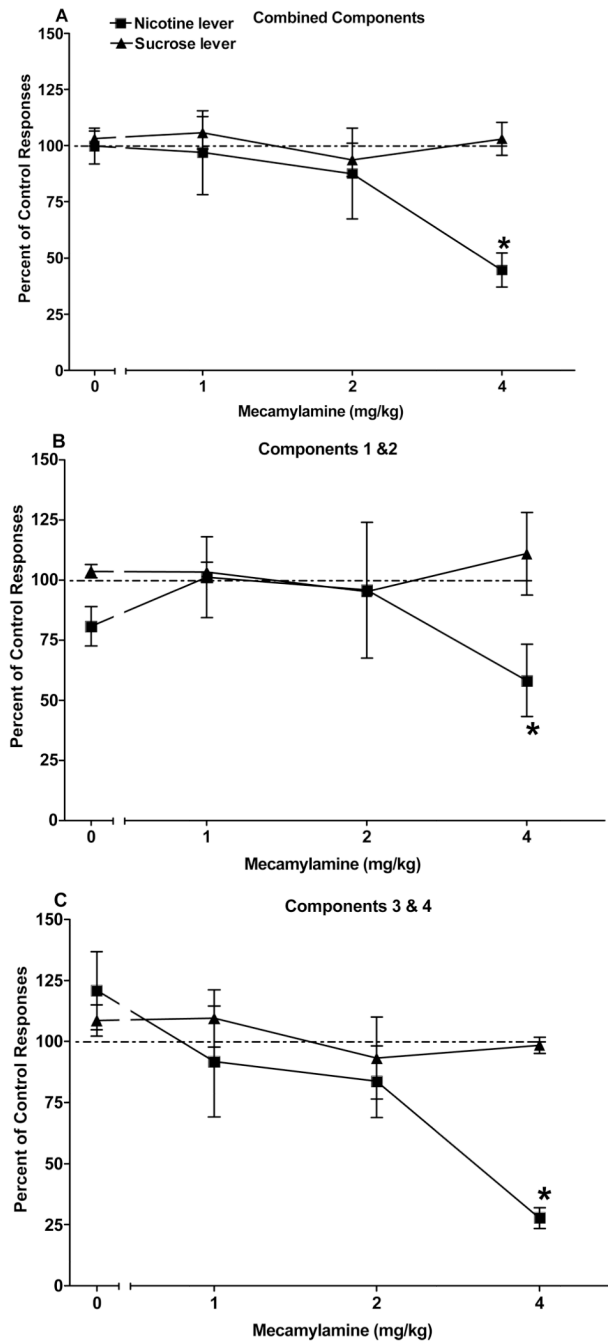 A
Combined Components
Nicotine lever
Sucrose lever
150
125
100
75
50
25
0
Percent of Control Responses
*
0 1 2 4
Mecamylamine (mg/kg)
B
Components 1 &2
150
125
100
75
50
25
0
Percent of Control Responses
*
0 1 2 4
Mecamylamine (mg/kg)
C
Components 3 & 4
150
125
100
75
50
25
0
Percent of Control Responses
*
0 1 2 4
Mecamylamine (mg/kg)